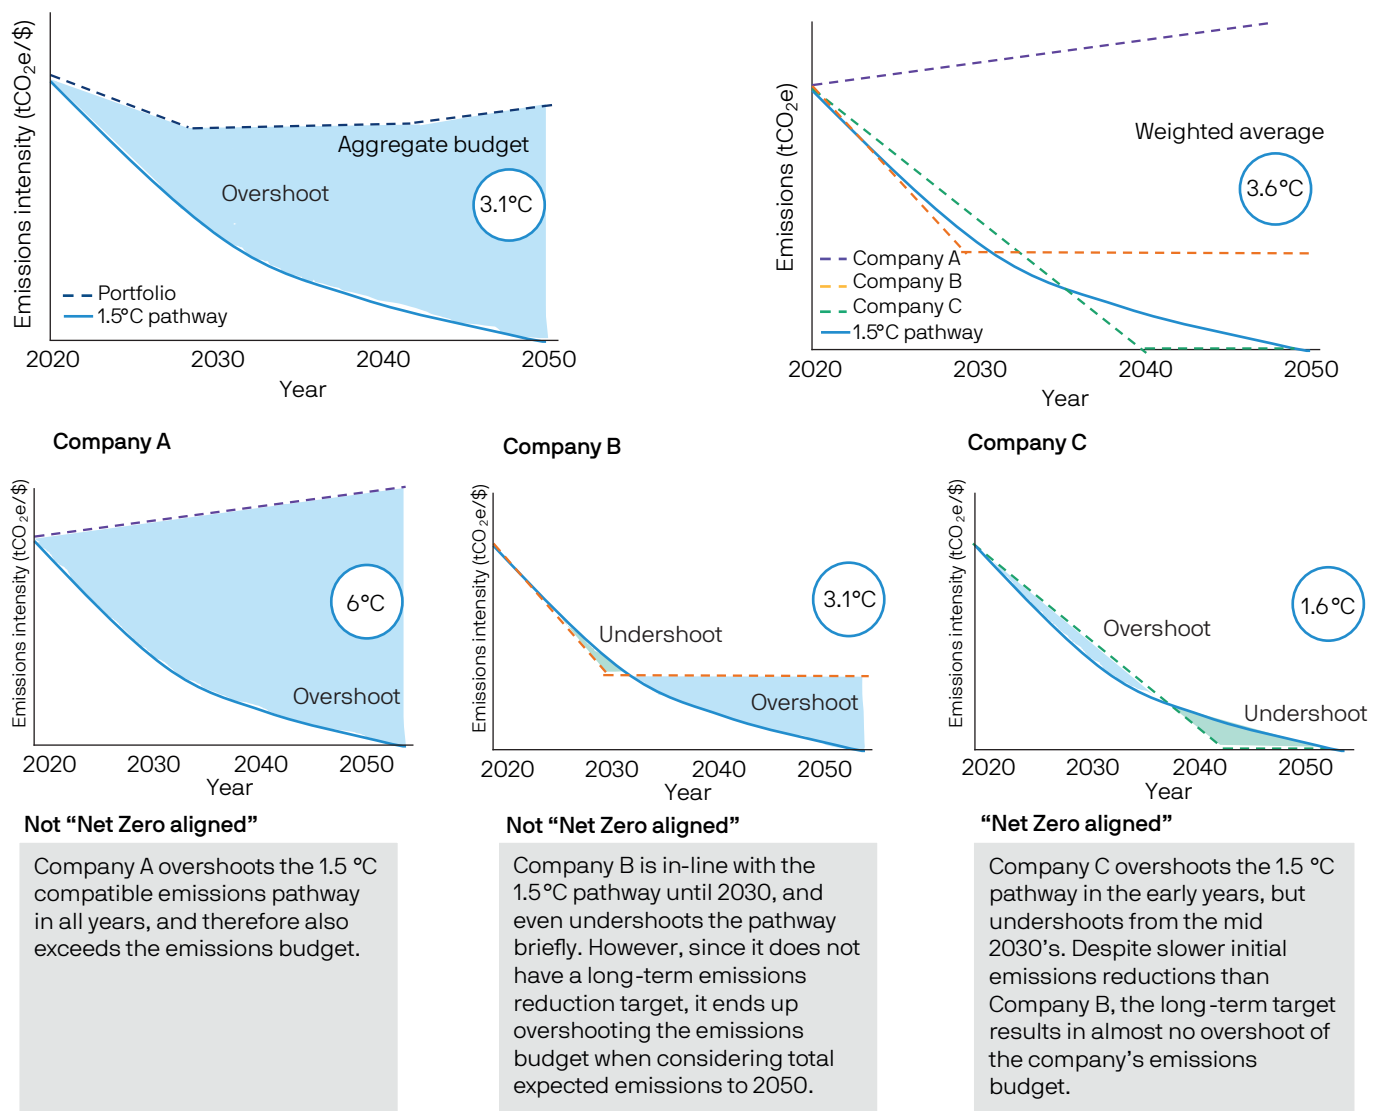 Emissions intensity (tCO₂e/$)
Aggregate budget
Overshoot
3.1°C
Portfolio
1.5°C pathway
2020 2030 2040 2050
Year
Emissions (tCO₂e)
Weighted average
3.6°C
Company A
Company B
Company C
1.5°C pathway
2020 2030 2040 2050
Year
Company A
Emissions intensity (tCO₂e/$)
6°C
Overshoot
2020 2030 2040 2050
Year
Not “Net Zero aligned”
Company A overshoots the 1.5 °C
compatible emissions pathway
in all years, and therefore also
exceeds the emissions budget.
Company B
Emissions intensity (tCO₂e/$)
3.1°C
Undershoot
Overshoot
2020 2030 2040 2050
Year
Not “Net Zero aligned”
Company B is in-line with the
1.5°C pathway until 2030, and
even undershoots the pathway
briefly. However, since it does not
have a long-term emissions
reduction target, it ends up
overshooting the emissions
budget when considering total
expected emissions to 2050.
Company C
Emissions intensity (tCO₂e/$)
1.6°C
Overshoot
Undershoot
2020 2030 2040 2050
Year
“Net Zero aligned”
Company C overshoots the 1.5 °C
pathway in the early years, but
undershoots from the mid
2030’s. Despite slower initial
emissions reductions than
Company B, the long-term target
results in almost no overshoot of
the company’s emissions
budget.